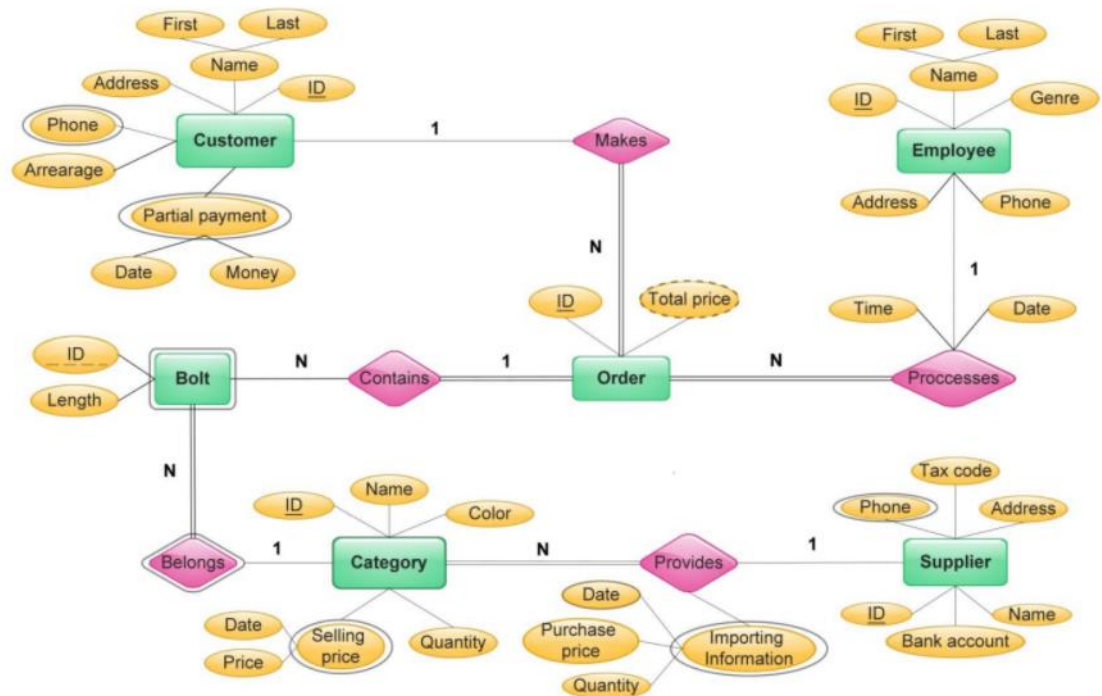 First
Last
Name
Address
ID
Phone
Customer
Arrearage
Partial payment
Date
Money
1
Makes
N
First
Last
Name
ID
Genre
Employee
Address
Phone
1
Time
Date
ID
Total price
ID
Bolt
Length
N
Contains
1
Order
N
Proccesses
N
Belongs
1
ID
Name
Color
Category
Date
Price
Selling
price
Quantity
N
Provides
1
Date
Purchase
price
Quantity
Importing
Information
Tax code
Phone
Address
Supplier
ID
Name
Bank account